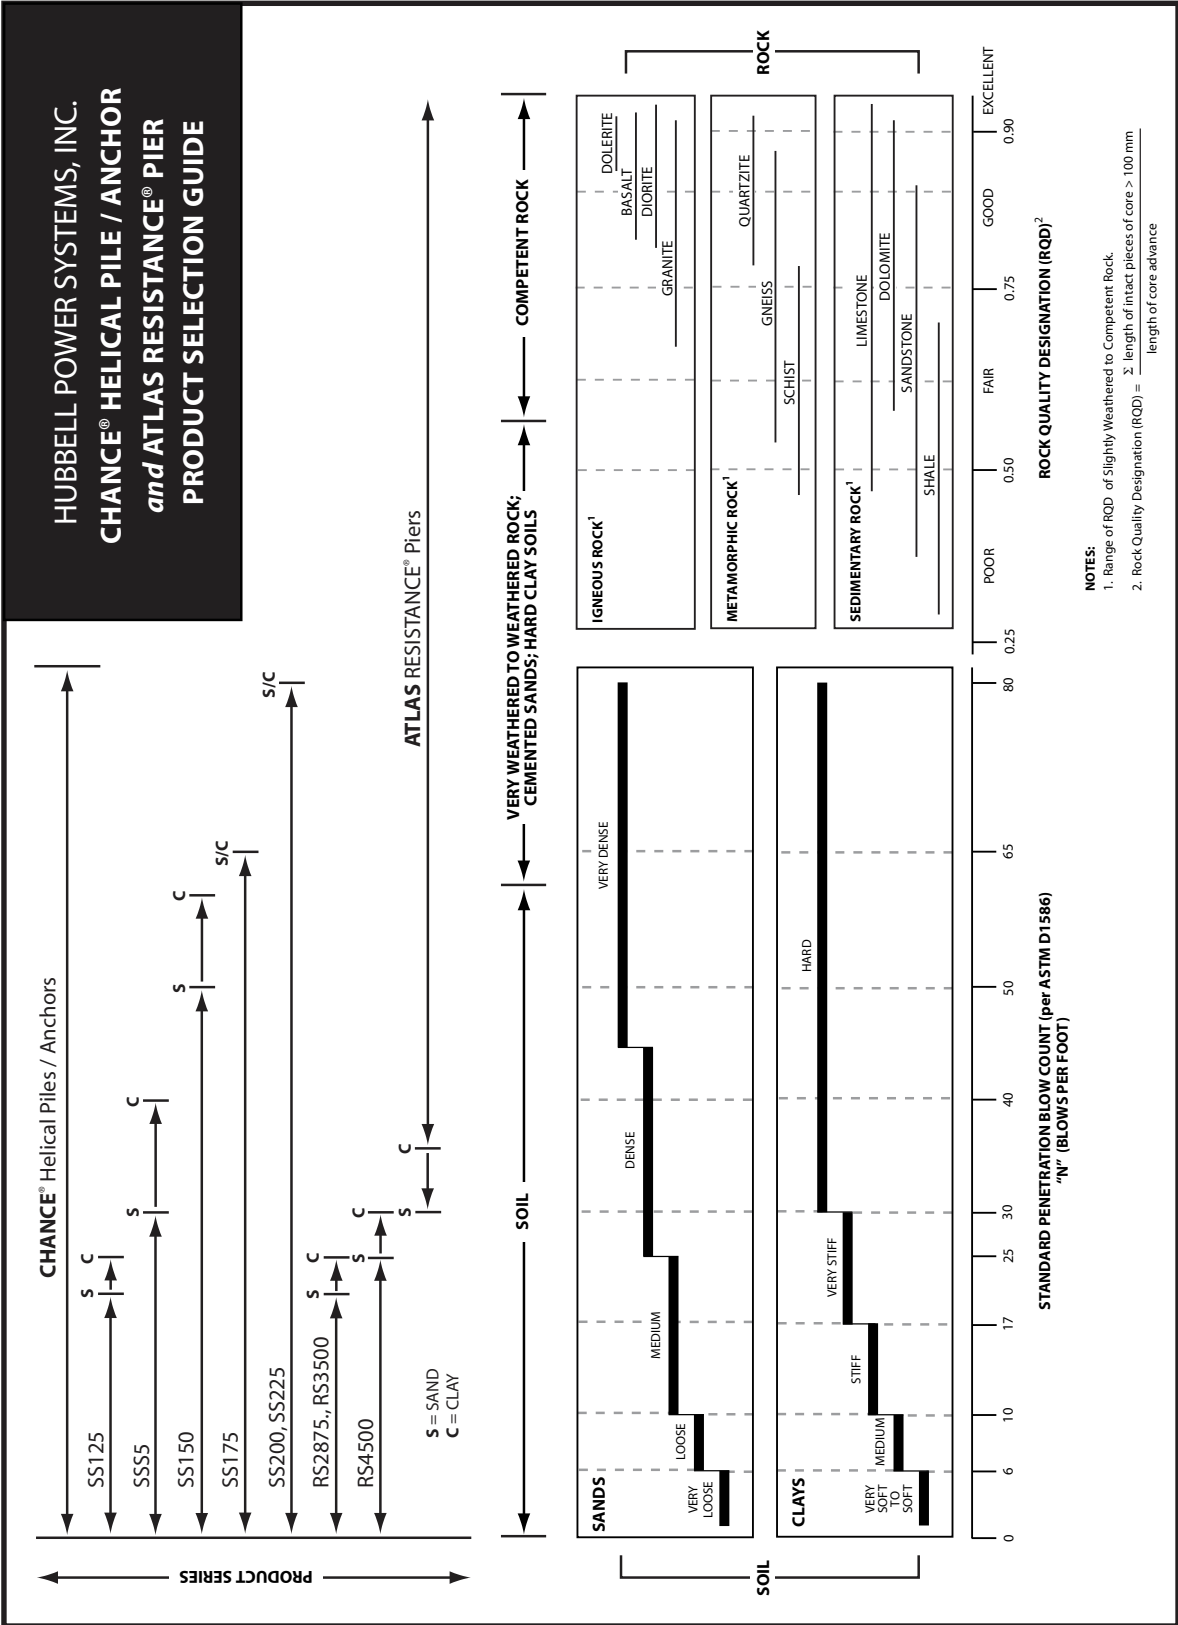 HUBBELL POWER SYSTEMS, INC.
CHANCE® HELICAL PILE / ANCHOR
and ATLAS RESISTANCE® PIER
PRODUCT SELECTION GUIDE
PRODUCT SERIES
CHANCE® Helical Piles / Anchors
SS125
S
C
SSS5
S
C
SS150
S
C
SS175
S/C
SS200, SS225
S/C
RS2875., RS3500
S
C
RS4500
S
C
ATLAS RESISTANCE® Piers
S
C
S = SAND
C = CLAY
SOIL
VERY WEATHERED TO WEATHERED ROCK;
CEMENTED SANDS; HARD CLAY SOILS
COMPETENT ROCK
SOIL
SANDS
VERY
LOOSE
LOOSE
MEDIUM
DENSE
VERY DENSE
CLAYS
VERY
SOFT
TO
SOFT
MEDIUM
STIFF
VERY STIFF
HARD
0
6
10
17
25
30
40
50
65
80
STANDARD PENETRATION BLOW COUNT (per ASTM D1586)
“N” (BLOWS PER FOOT)
ROCK
IGNEOUS ROCK¹
GRANITE
DIORITE
BASALT
DOLERITE
METAMORPHIC ROCK¹
SCHIST
GNEISS
QUARTZITE
SEDIMENTARY ROCK¹
SHALE
SANDSTONE
LIMESTONE
DOLOMITE
0.25
POOR
0.50
FAIR
0.75
GOOD
0.90
EXCELLENT
ROCK QUALITY DESIGNATION (RQD)²
NOTES:
1. Range of RQD of Slightly Weathered to Competent Rock.
2. Rock Quality Designation (RQD) = Σ length of intact pieces of core > 100 mm
length of core advance